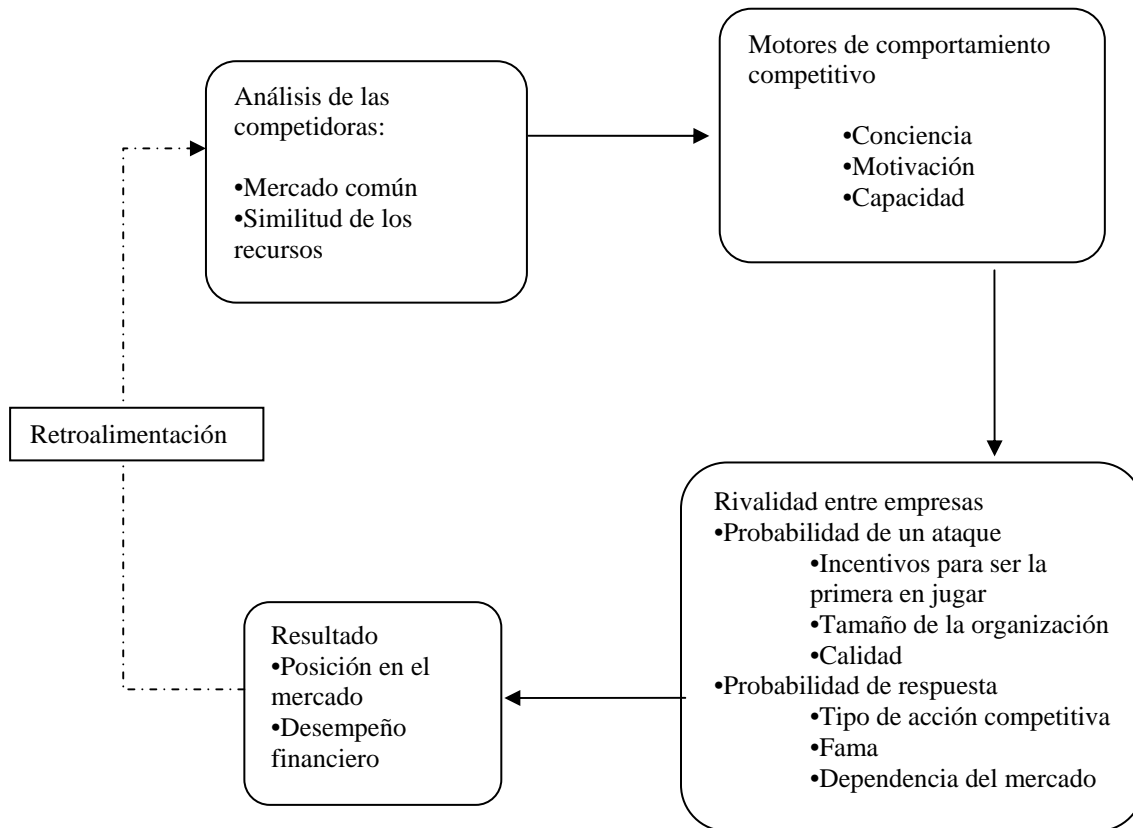 Análisis de las
competidoras:
•Mercado común
•Similitud de los
recursos
Motores de comportamiento
competitivo
•Conciencia
•Motivación
•Capacidad
Rivalidad entre empresas
•Probabilidad de un ataque
•Incentivos para ser la
primera en jugar
•Tamaño de la organización
•Calidad
•Probabilidad de respuesta
•Tipo de acción competitiva
•Fama
•Dependencia del mercado
Resultado
•Posición en el
mercado
•Desempeño
financiero
Retroalimentación